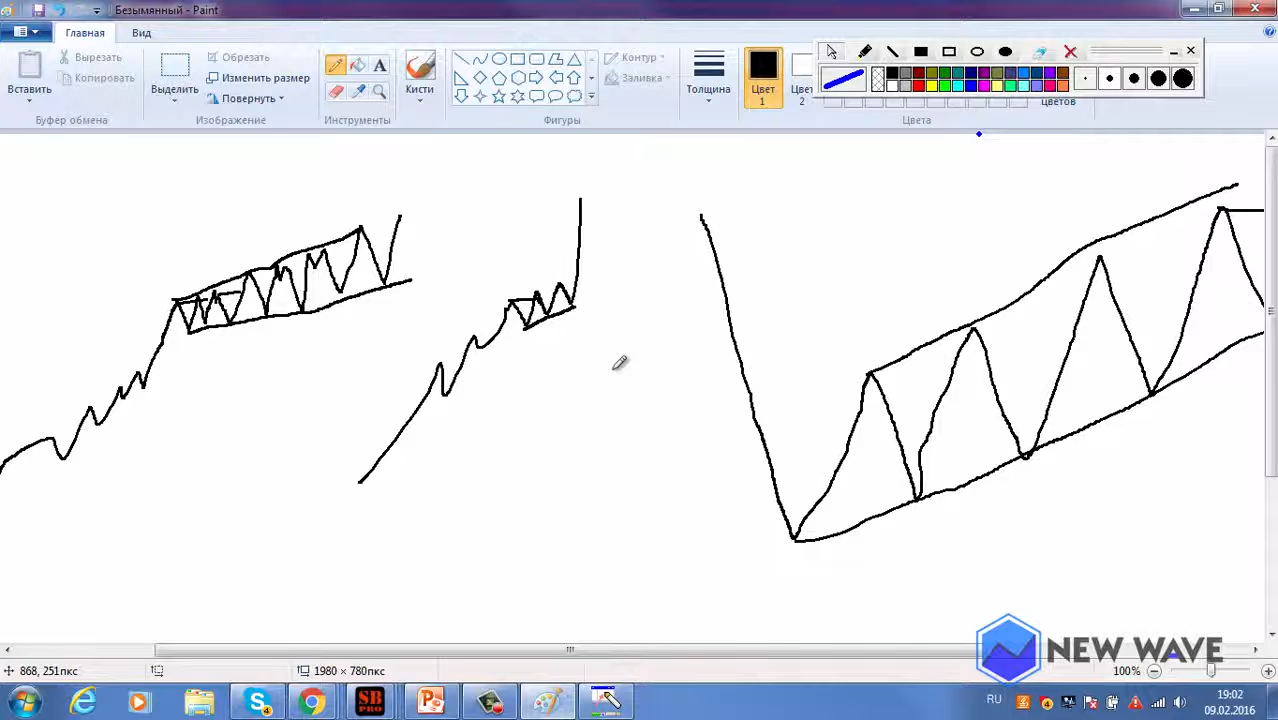 Безымянный - Paint
Главная
Вид
Вставить
Вырезать
Копировать
Буфер обмена
Выделить
Обрезать
Изменить размер
Повернуть
Изображение
A
Инструменты
Кисти
Контур
Заливка
Фигуры
Толщина
Цвет
1
2
цветов
Цвета
NEW WAVE
868, 251пкс
1980 × 780пкс
100%
S
SB
PRO
P
RU
19:02
09.02.2016